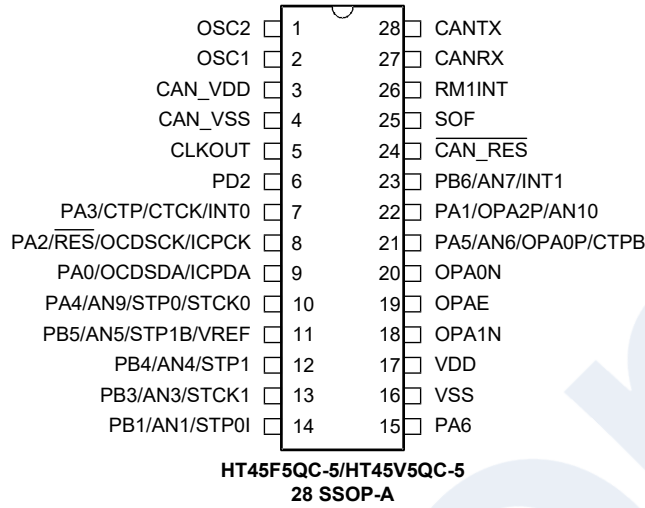 OSC2 1 28 CANTX
OSC1 2 27 CANRX
CAN_VDD 3 26 RM1INT
CAN_VSS 4 25 SOF
CLKOUT 5 24 CAN_RES
PD2 6 23 PB6/AN7/INT1
PA3/CTP/CTCK/INT0 7 22 PA1/OPA2P/AN10
PA2/RES/OCDSCK/ICPCK 8 21 PA5/AN6/OPA0P/CTPB
PA0/OCDSDA/ICPDA 9 20 OPA0N
PA4/AN9/STP0/STCK0 10 19 OPAE
PB5/AN5/STP1B/VREF 11 18 OPA1N
PB4/AN4/STP1 12 17 VDD
PB3/AN3/STCK1 13 16 VSS
PB1/AN1/STP0I 14 15 PA6
HT45F5QC-5/HT45V5QC-5
28 SSOP-A